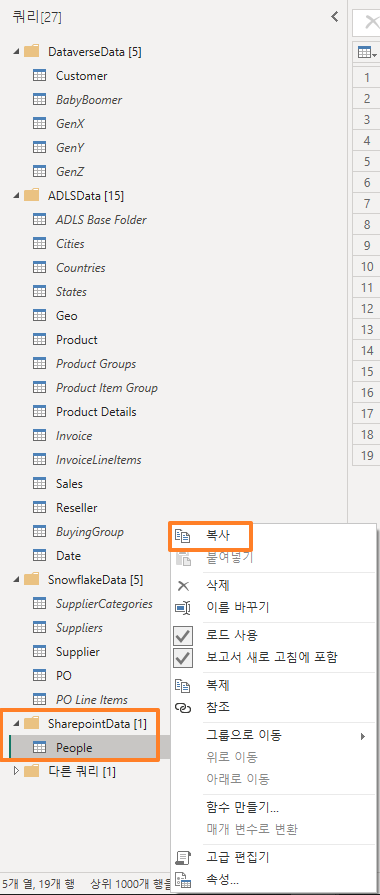 쿼리[27]
DataverseData [5]
Customer
BabyBoomer
GenX
GenY
GenZ
ADLSData [15]
ADLS Base Folder
Cities
Countries
States
Geo
Product
Product Groups
Product Item Group
Product Details
Invoice
InvoiceLineItems
Sales
Reseller
BuyingGroup
Date
SnowflakeData [5]
SupplierCategories
Suppliers
Supplier
PO
PO Line Items
SharepointData [1]
People
다른 쿼리 [1]
5개 열, 19개 행 상위 1000개 행을
1
2
3
4
5
6
7
8
9
10
11
12
13
14
15
16
17
18
19
복사
붙여넣기
삭제
이름 바꾸기
로드 사용
보고서 새로 고침에 포함
복제
참조
그룹으로 이동
위로 이동
아래로 이동
함수 만들기...
매개 변수로 변환
고급 편집기
속성...